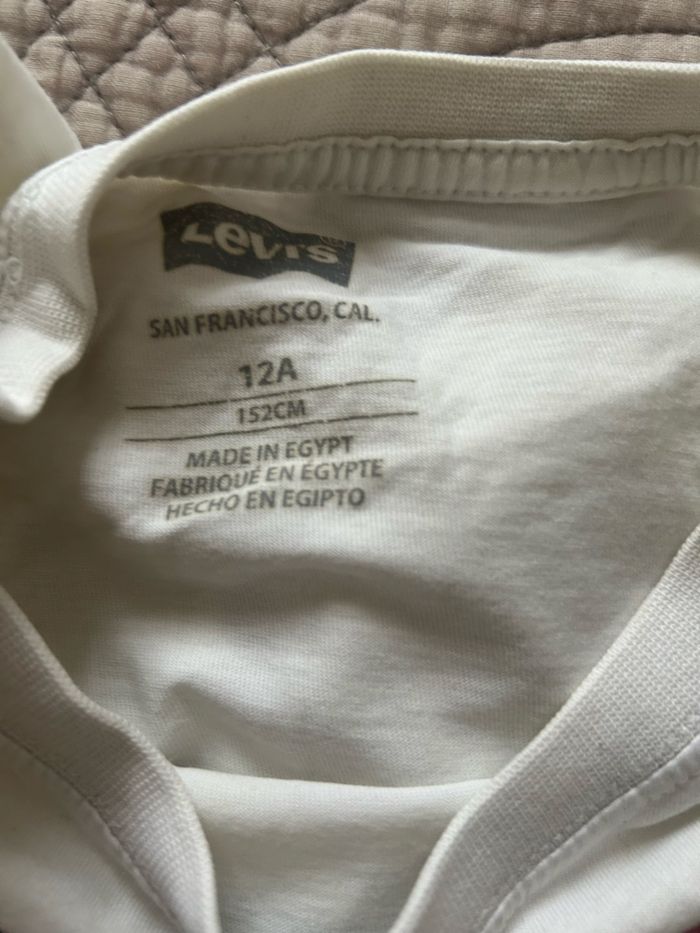 Levi's
SAN FRANCISCO, CAL.
12A
152CM
MADE IN EGYPT
FABRIQUÉ EN ÉGYPTE
HECHO EN EGIPTO